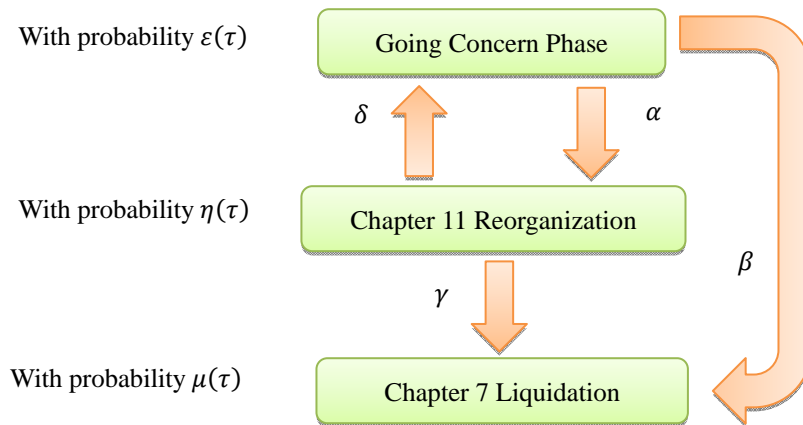 With probability 𝜀(𝜏)
Going Concern Phase
𝛿
𝛼
With probability 𝜂(𝜏)
Chapter 11 Reorganization
𝛾
𝛽
With probability 𝜇(𝜏)
Chapter 7 Liquidation